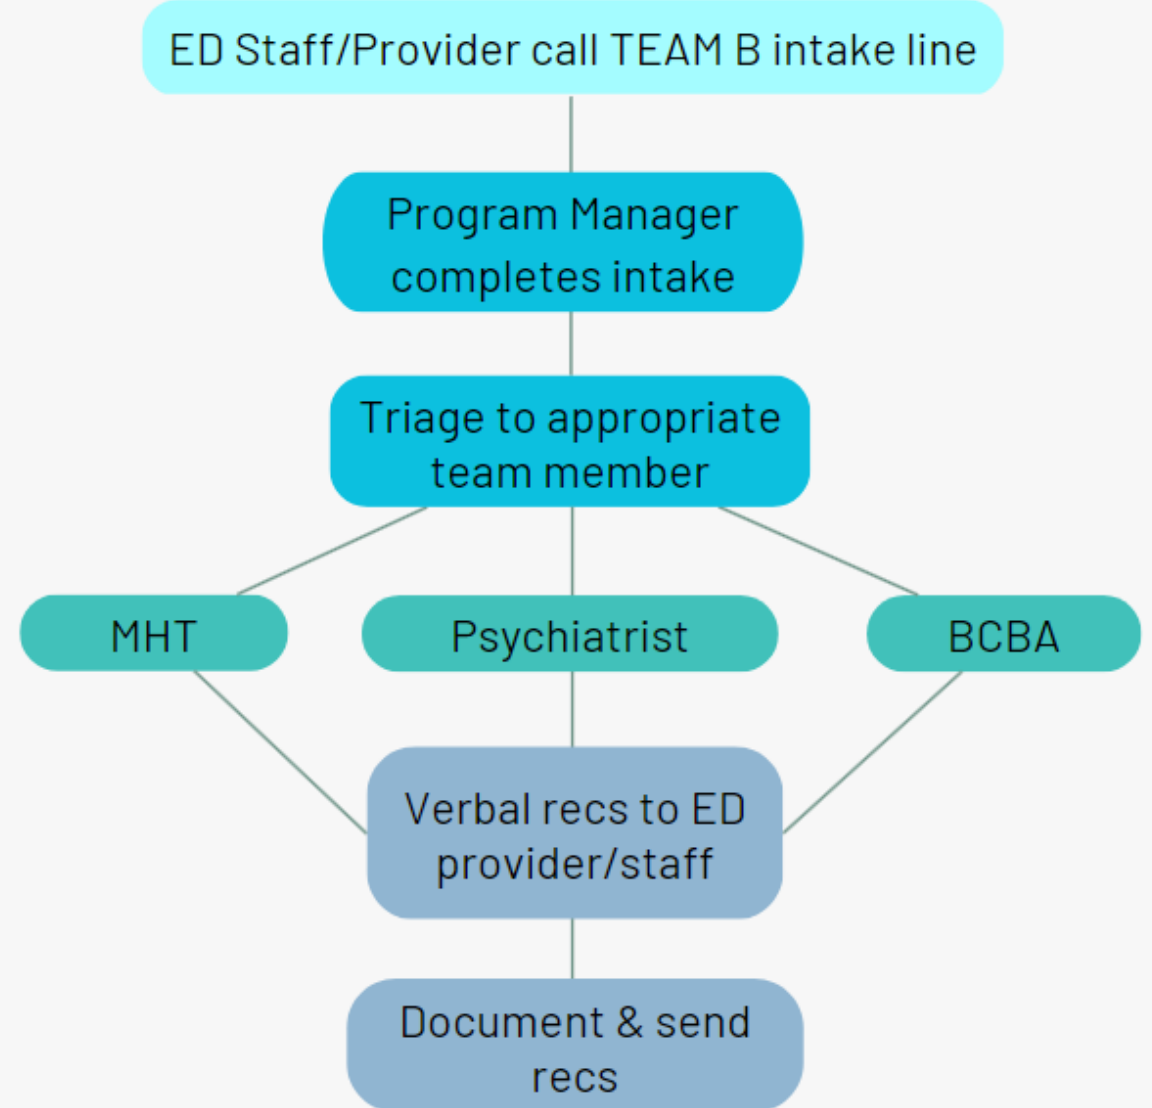 ED Staff/Provider call TEAM B intake line
Program Manager
completes intake
Triage to appropriate
team member
MHT
Psychiatrist
BCBA
Verbal recs to ED
provider/staff
Document & send
recs